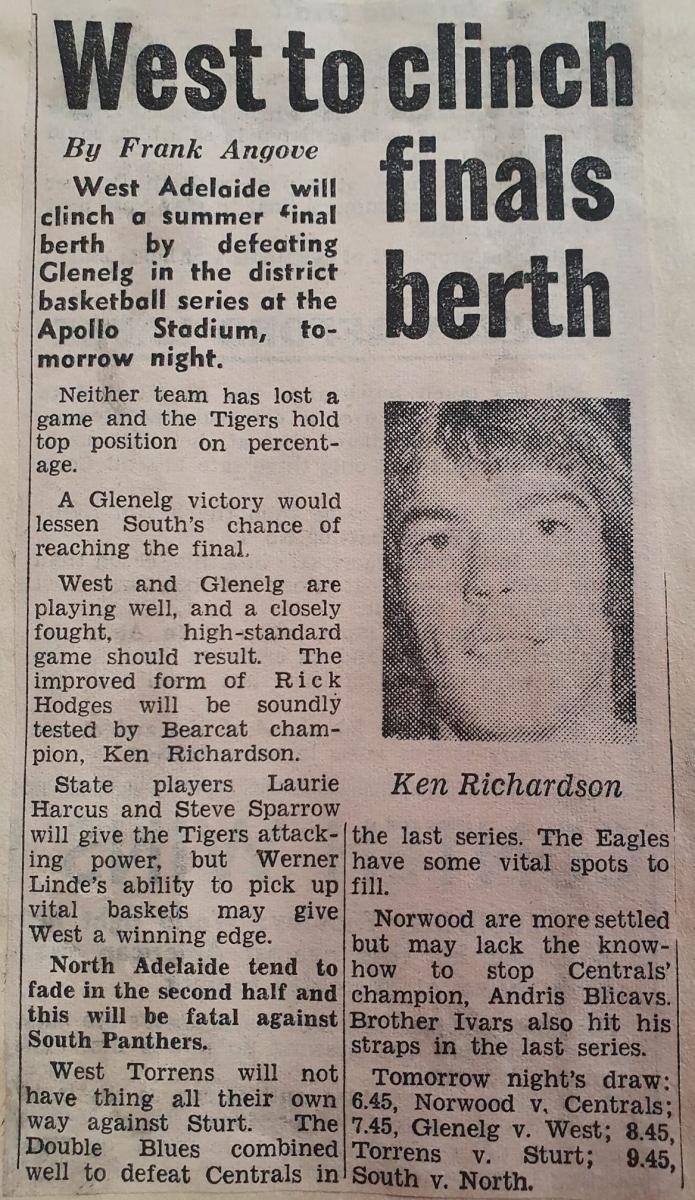 West to clinch
finals
berth
By Frank Angove
West Adelaide will
clinch a summer final
berth by defeating
Glenelg in the district
basketball series at the
Apollo Stadium, to-
morrow night.
Neither team has lost a
game and the Tigers hold
top position on percent-
age.
A Glenelg victory would
lessen South's chance of
reaching the final.
West and Glenelg are
playing well, and a closely
fought, high-standard
game should result. The
improved form of Rick
Hodges will be soundly
tested by Bearcat cham-
pion, Ken Richardson.
State players Laurie
Harcus and Steve Sparrow
will give the Tigers attack-
ing power, but Werner
Linde's ability to pick up
vital baskets may give
West a winning edge.
North Adelaide tend to
fade in the second half and
this will be fatal against
South Panthers.
West Torrens will not
have thing all their own
way against Sturt. The
Double Blues combined
well to defeat Centrals in
Ken Richardson
the last series. The Eagles
have some vital spots to
fill.
Norwood are more settled
but may lack the know-
how to stop Centrals'
champion, Andris Blicavs.
Brother Ivars also hit his
straps in the last series.
Tomorrow night's draw:
6.45, Norwood v. Centrals;
7.45, Glenelg v. West; 8.45,
Torrens v. Sturt; 9.45,
South v. North.